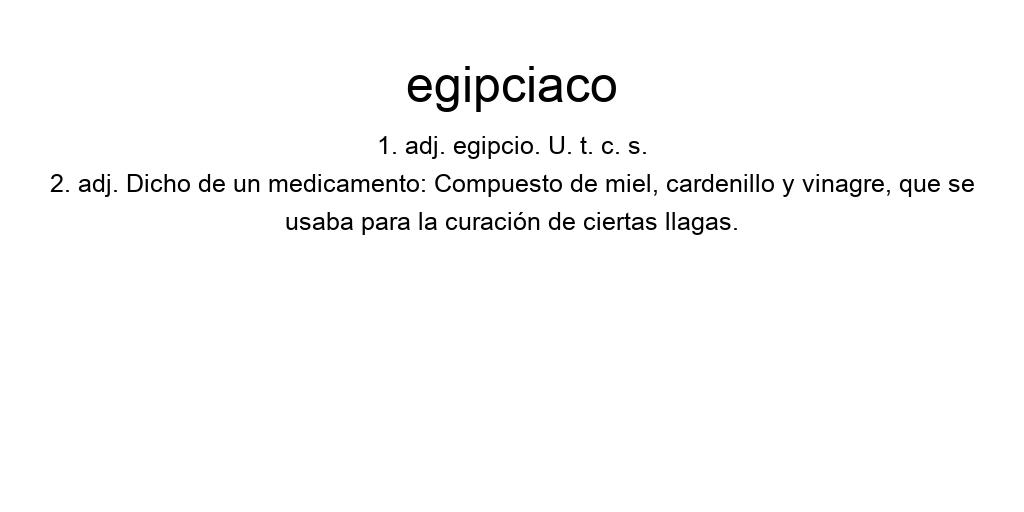 egipciaco
1. adj. egipcio. U. t. c. s.
2. adj. Dicho de un medicamento: Compuesto de miel, cardenillo y vinagre, que se
usaba para la curación de ciertas llagas.